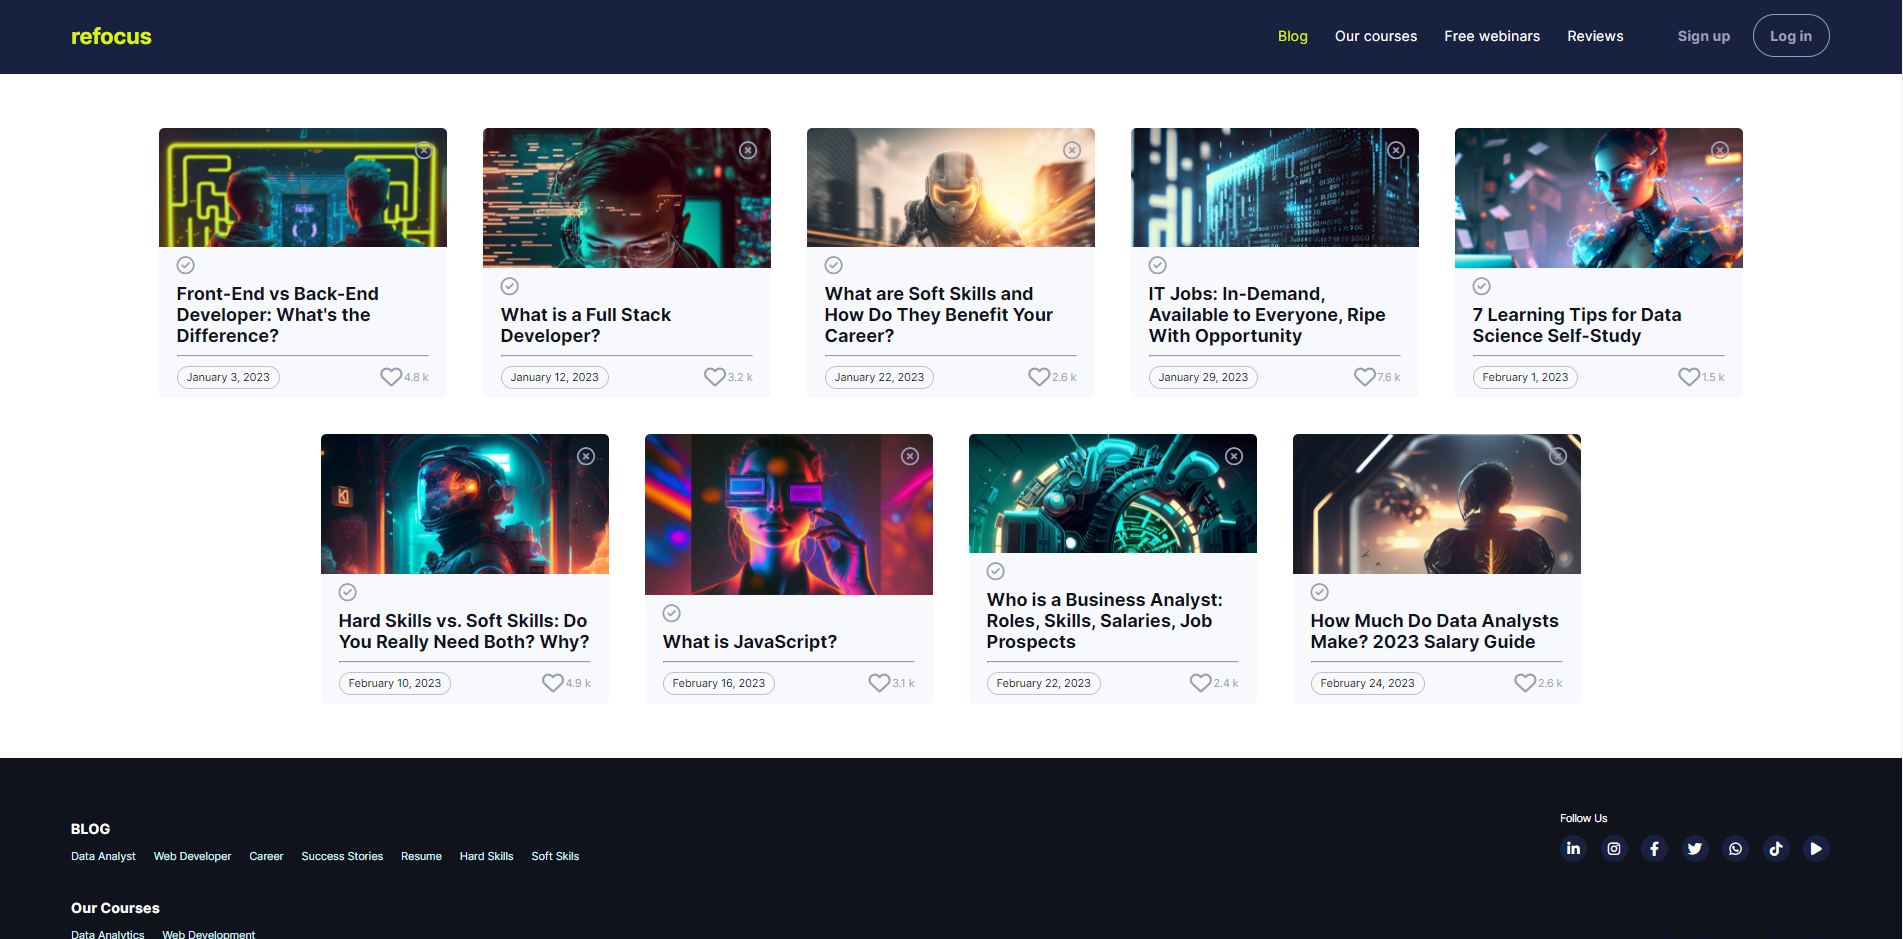 refocus
Blog Our courses Free webinars Reviews Sign up Log in
Front-End vs Back-End
Developer: What's the
Difference?
January 3, 2023 4.8 k
What is a Full Stack
Developer?
January 12, 2023 3.2 k
What are Soft Skills and
How Do They Benefit Your
Career?
January 22, 2023 2.6 k
IT Jobs: In-Demand,
Available to Everyone, Ripe
With Opportunity
January 29, 2023 7.6 k
7 Learning Tips for Data
Science Self-Study
February 1, 2023 1.5 k
Hard Skills vs. Soft Skills: Do
You Really Need Both? Why?
February 10, 2023 4.9 k
What is JavaScript?
February 16, 2023 3.1 k
Who is a Business Analyst:
Roles, Skills, Salaries, Job
Prospects
February 22, 2023 2.4 k
How Much Do Data Analysts
Make? 2023 Salary Guide
February 24, 2023 2.6 k
BLOG
Data Analyst Web Developer Career Success Stories Resume Hard Skills Soft Skils
Our Courses
Data Analytics Web Development
Follow Us